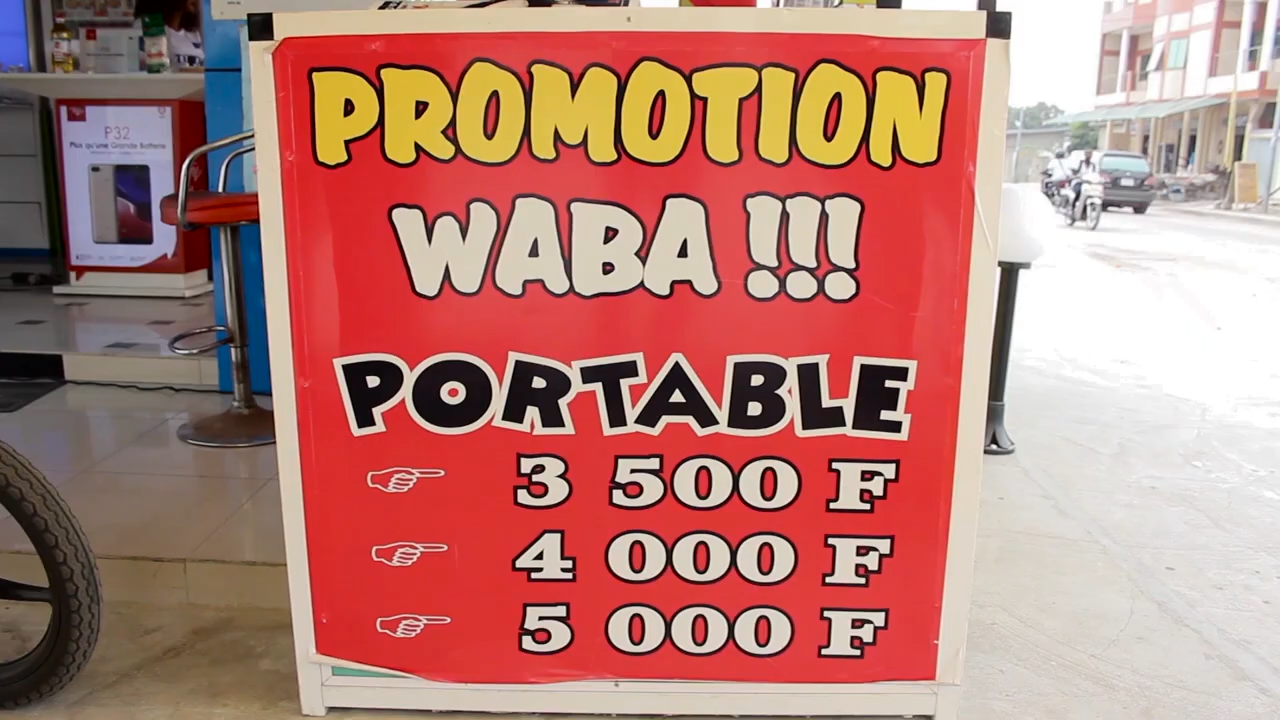 PROMOTION
WABA !!!
PORTABLE
3 500 F
4 000 F
5 000 F
P32
Plus qu'une Grande Batterie